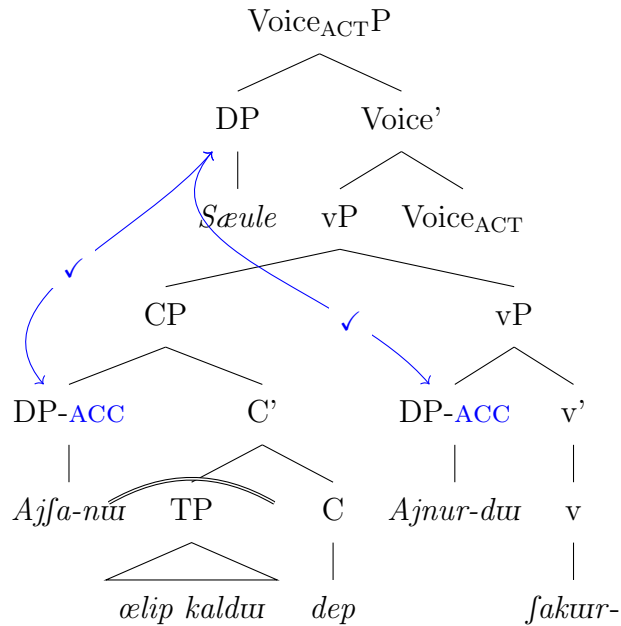 Voice_ACT P
DP Voice'
Sæule vP Voice_ACT
✓
CP ✓ vP
DP-ACC C' DP-ACC v'
Ajʃa-nɯ TP C Ajnur-dɯ v
œlip kaldɯ dep ʃakɯr-